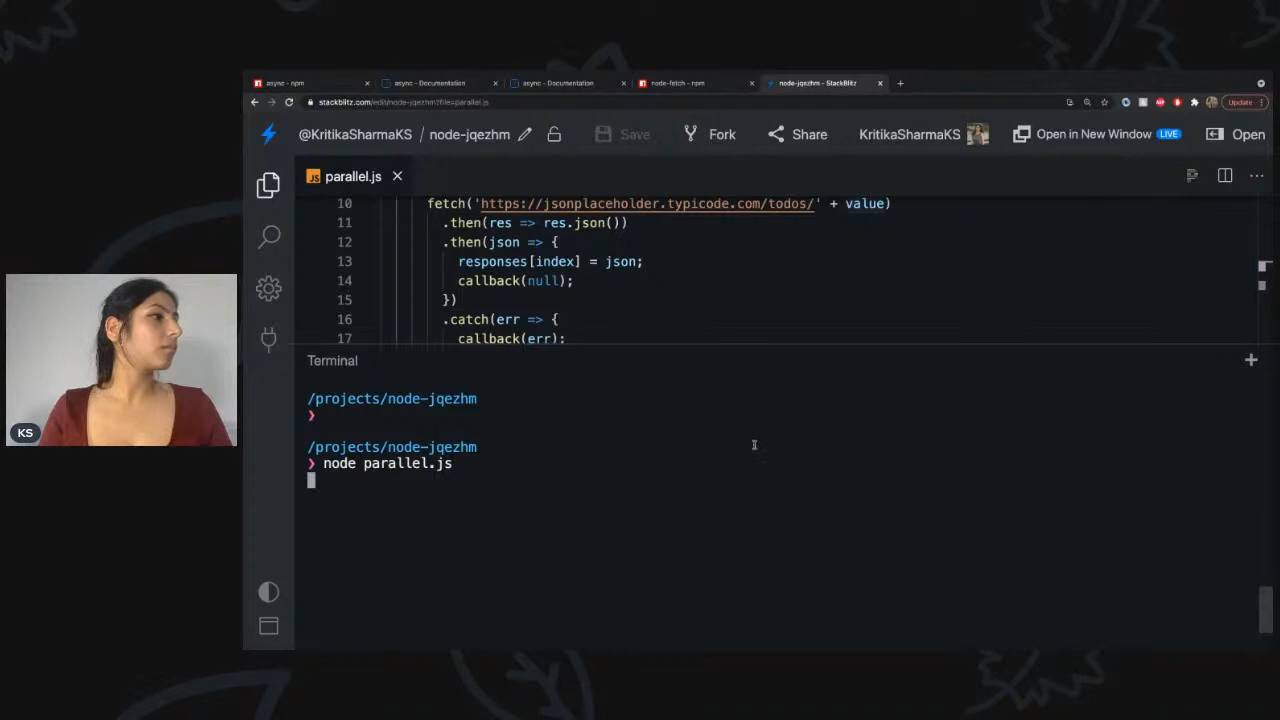 async - npm
async - Documentation
async - Documentation
node-fetch - npm
node-jqezhm - StackBlitz
stackblitz.com/edit/node-jqezhm?file=parallel.js
Update
@KritikaSharmaKS / node-jqezhm
Save
Fork
Share
KritikaSharmaKS
Open in New Window LIVE
Open
JS parallel.js
10 fetch('https://jsonplaceholder.typicode.com/todos/' + value)
11 .then(res => res.json())
12 .then(json => {
13 responses[index] = json;
14 callback(null);
15 })
16 .catch(err => {
17 callback(err);
Terminal
/projects/node-jqezhm
❯
/projects/node-jqezhm
❯ node parallel.js
KS